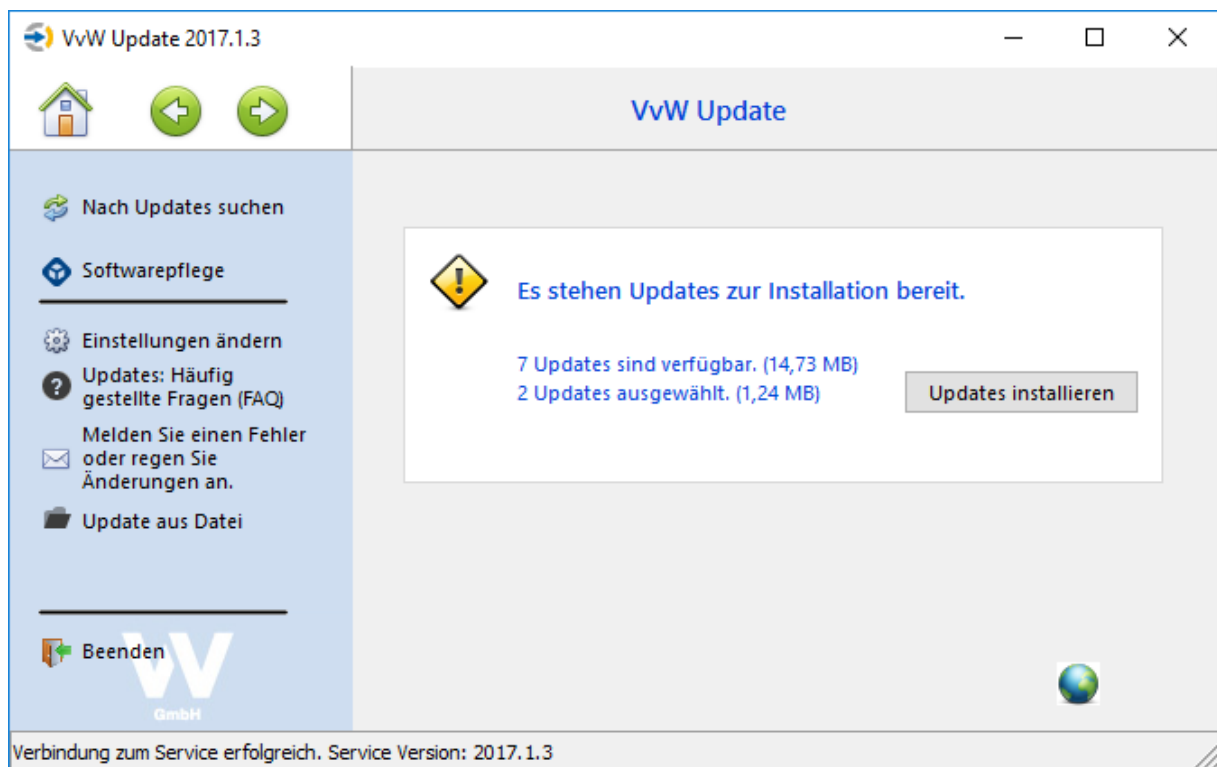 VvW Update 2017.1.3
VvW Update
Nach Updates suchen
Softwarepflege
Einstellungen ändern
Updates: Häufig
gestellte Fragen (FAQ)
Melden Sie einen Fehler
oder regen Sie
Änderungen an.
Update aus Datei
Beenden
VvW
GmbH
Es stehen Updates zur Installation bereit.
7 Updates sind verfügbar. (14,73 MB)
2 Updates ausgewählt. (1,24 MB)
Updates installieren
Verbindung zum Service erfolgreich. Service Version: 2017.1.3